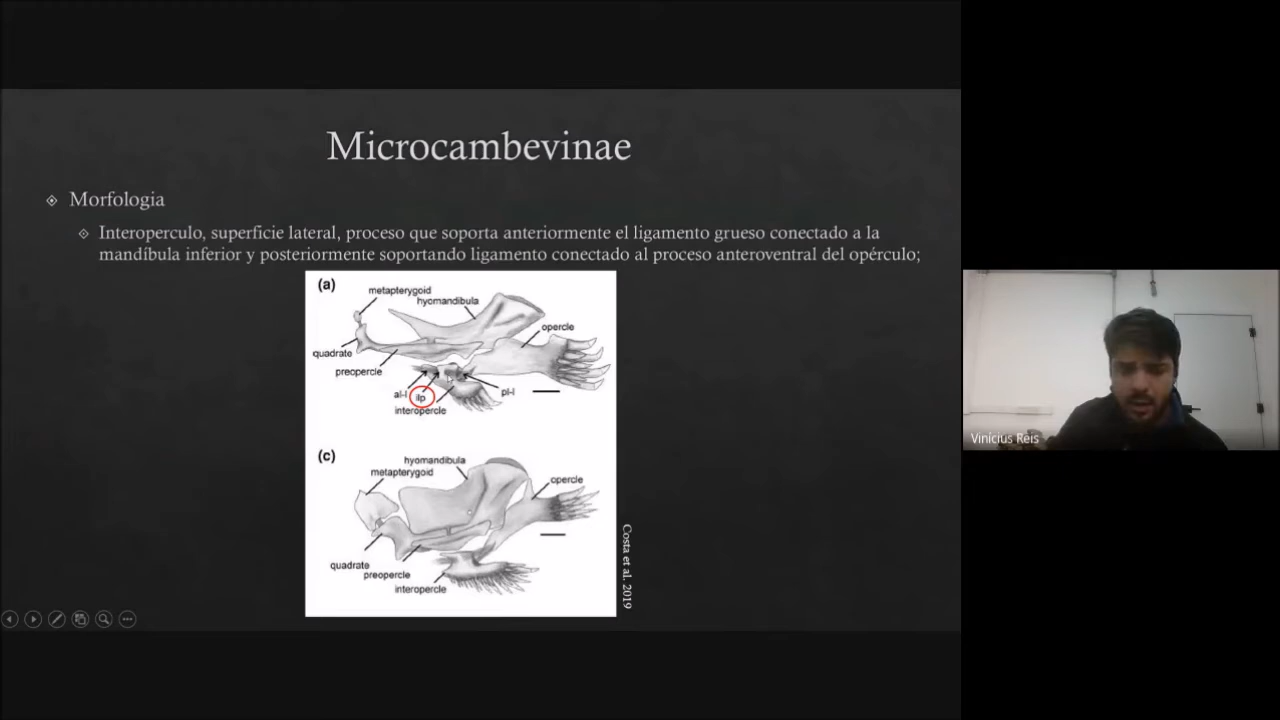 Microcambevinae
Morfologia
Interoperculo, superficie lateral, proceso que soporta anteriormente el ligamento grueso conectado a la
mandíbula inferior y posteriormente soportando ligamento conectado al proceso anteroventral del opérculo;
(a)
metapterygoid
hyomandibula
opercle
quadrate
preopercle
al-l
ilp
pl-l
interopercle
(c)
hyomandibula
metapterygoid
opercle
quadrate
preopercle
interopercle
Costa et al. 2019
Vinícius Reis